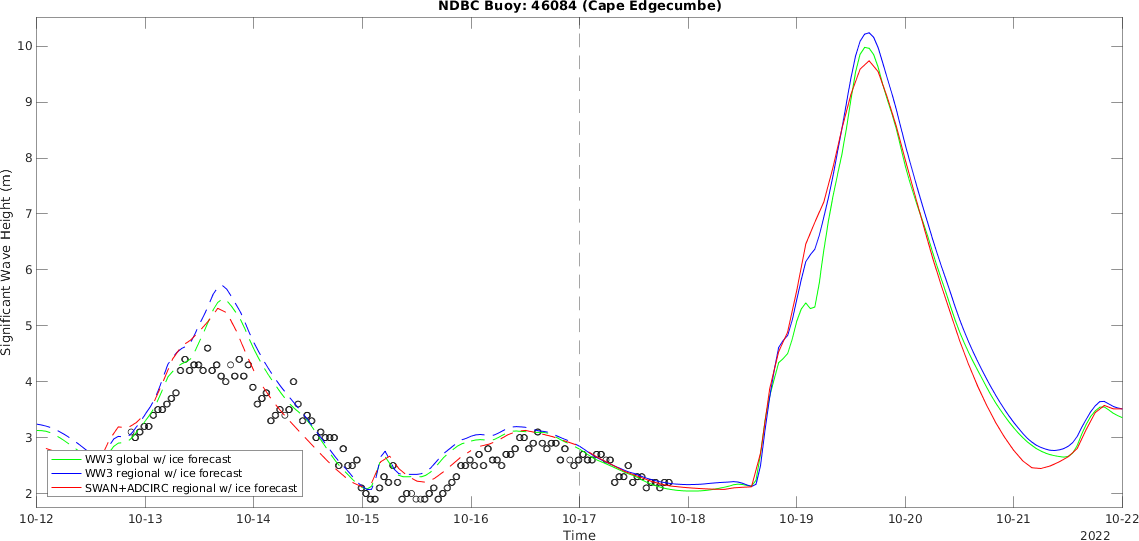 NDBC Buoy: 46084 (Cape Edgecumbe)
Significant Wave Height (m)
10
9
8
7
6
5
4
3
2
WW3 global w/ ice forecast
WW3 regional w/ ice forecast
SWAN+ADCIRC regional w/ ice forecast
10-12 10-13 10-14 10-15 10-16 10-17 10-18 10-19 10-20 10-21 10-22
Time
2022